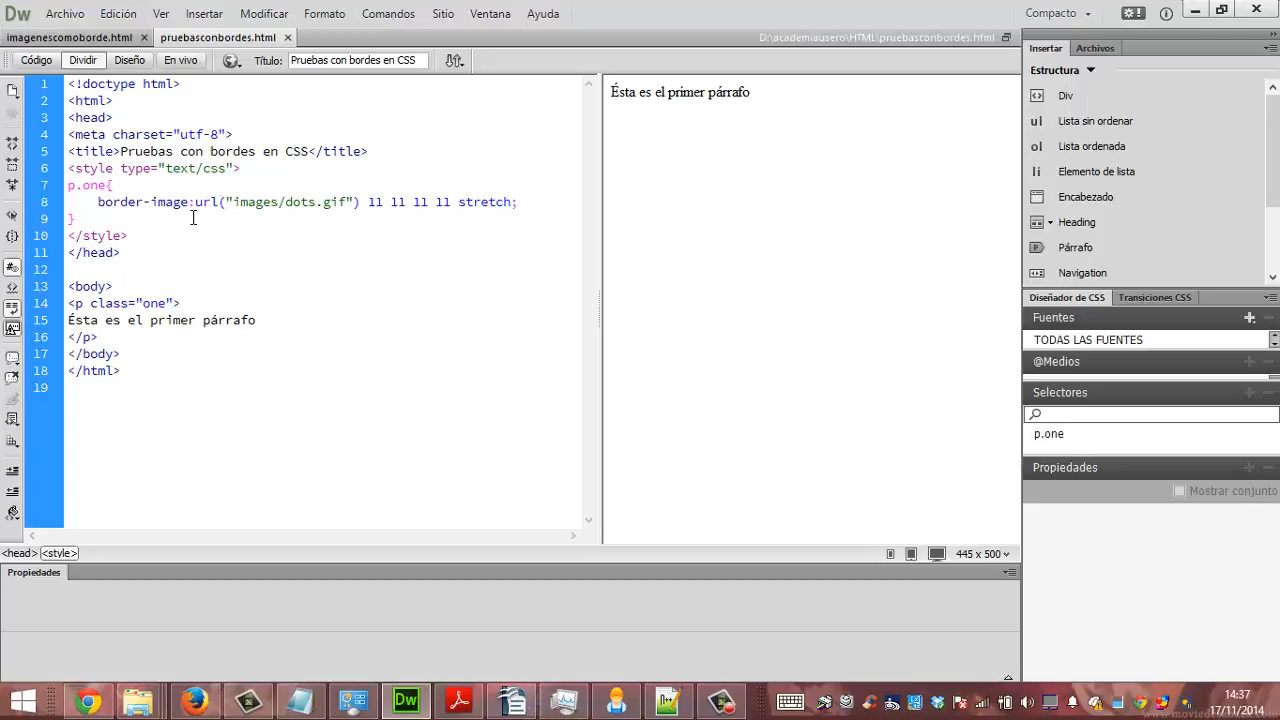 Dw Archivo Edición Ver Insertar Modificar Formato Comandos Sitio Ventana Ayuda Compacto
imagenescomoborde.html pruebasconbordes.html D:\academiausero\HTML\pruebasconbordes.html
Código Dividir Diseño En vivo Título: Pruebas con bordes en CSS
1 <!doctype html>
2 <html>
3 <head>
4 <meta charset="utf-8">
5 <title>Pruebas con bordes en CSS</title>
6 <style type="text/css">
7 p.one{
8 border-image:url("images/dots.gif") 11 11 11 11 stretch;
9 }
10 </style>
11 </head>
12
13 <body>
14 <p class="one">
15 Ésta es el primer párrafo
16 </p>
17 </body>
18 </html>
19
Ésta es el primer párrafo
<head> <style> 445 x 500
Propiedades
Insertar Archivos
Estructura
Div
ul Lista sin ordenar
ol Lista ordenada
Elemento de lista
Encabezado
Heading
Párrafo
Navigation
Diseñador de CSS Transiciones CSS
Fuentes
TODAS LAS FUENTES
@Medios
Selectores
p.one
Propiedades
Mostrar conjunto
Dw
14:37
17/11/2014